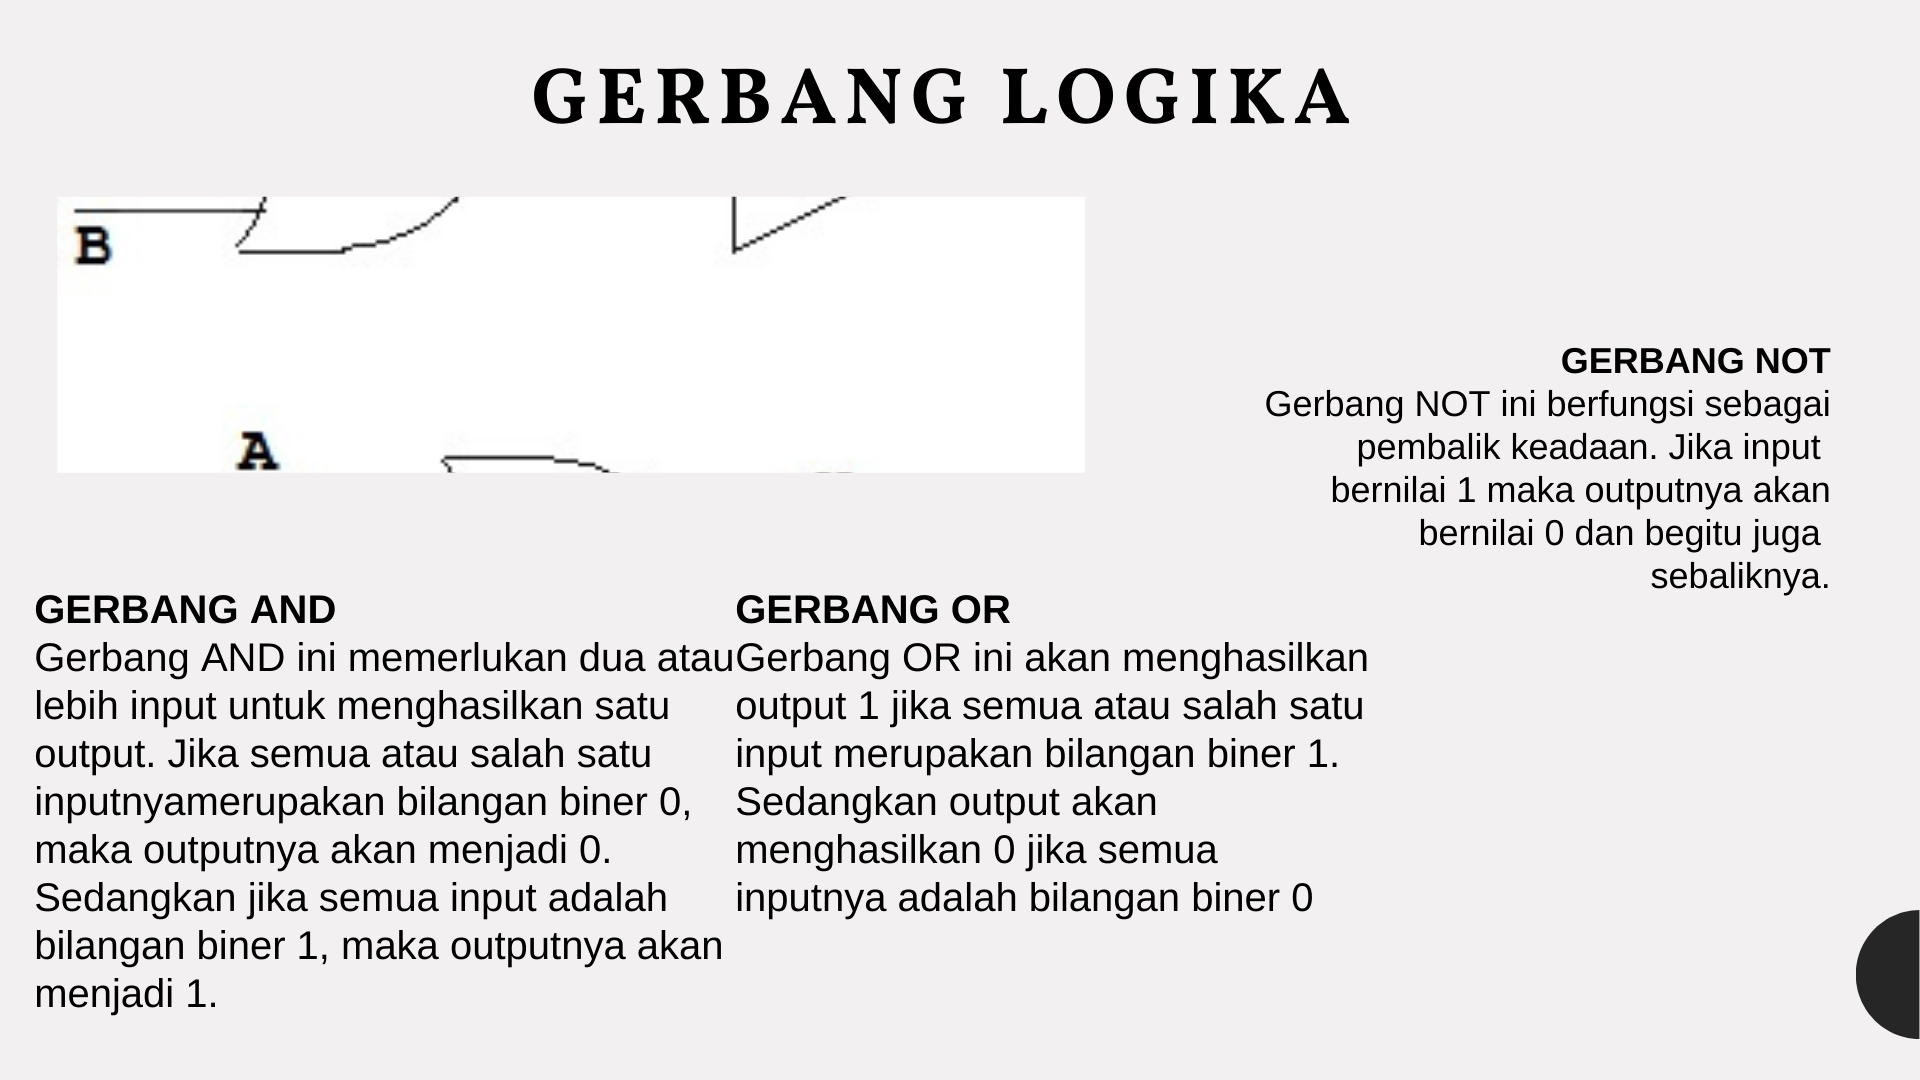 GERBANG LOGIKA
B
A
GERBANG NOT
Gerbang NOT ini berfungsi sebagai
pembalik keadaan. Jika input
bernilai 1 maka outputnya akan
bernilai 0 dan begitu juga
sebaliknya.
GERBANG AND
Gerbang AND ini memerlukan dua atau
lebih input untuk menghasilkan satu
output. Jika semua atau salah satu
inputnyamerupakan bilangan biner 0,
maka outputnya akan menjadi 0.
Sedangkan jika semua input adalah
bilangan biner 1, maka outputnya akan
menjadi 1.
GERBANG OR
Gerbang OR ini akan menghasilkan
output 1 jika semua atau salah satu
input merupakan bilangan biner 1.
Sedangkan output akan
menghasilkan 0 jika semua
inputnya adalah bilangan biner 0